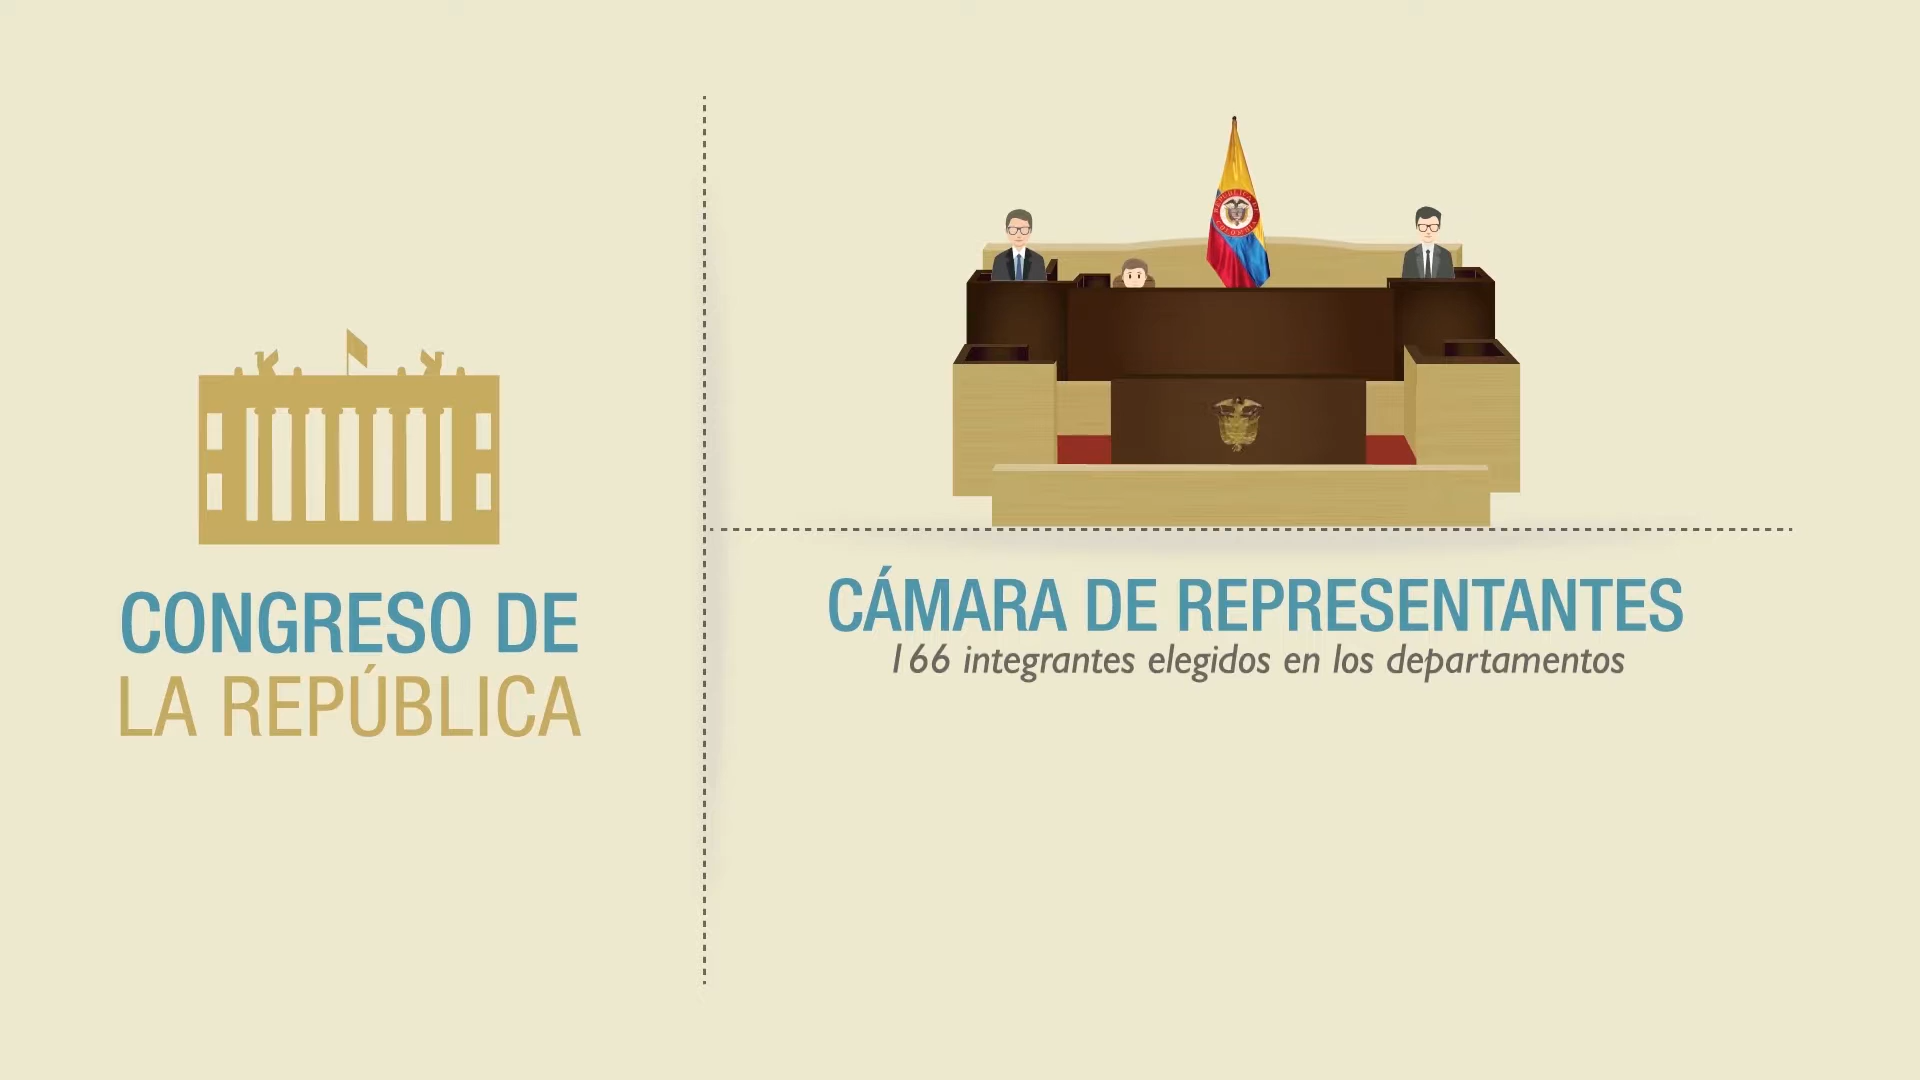 CONGRESO DE
LA REPÚBLICA
CÁMARA DE REPRESENTANTES
166 integrantes elegidos en los departamentos